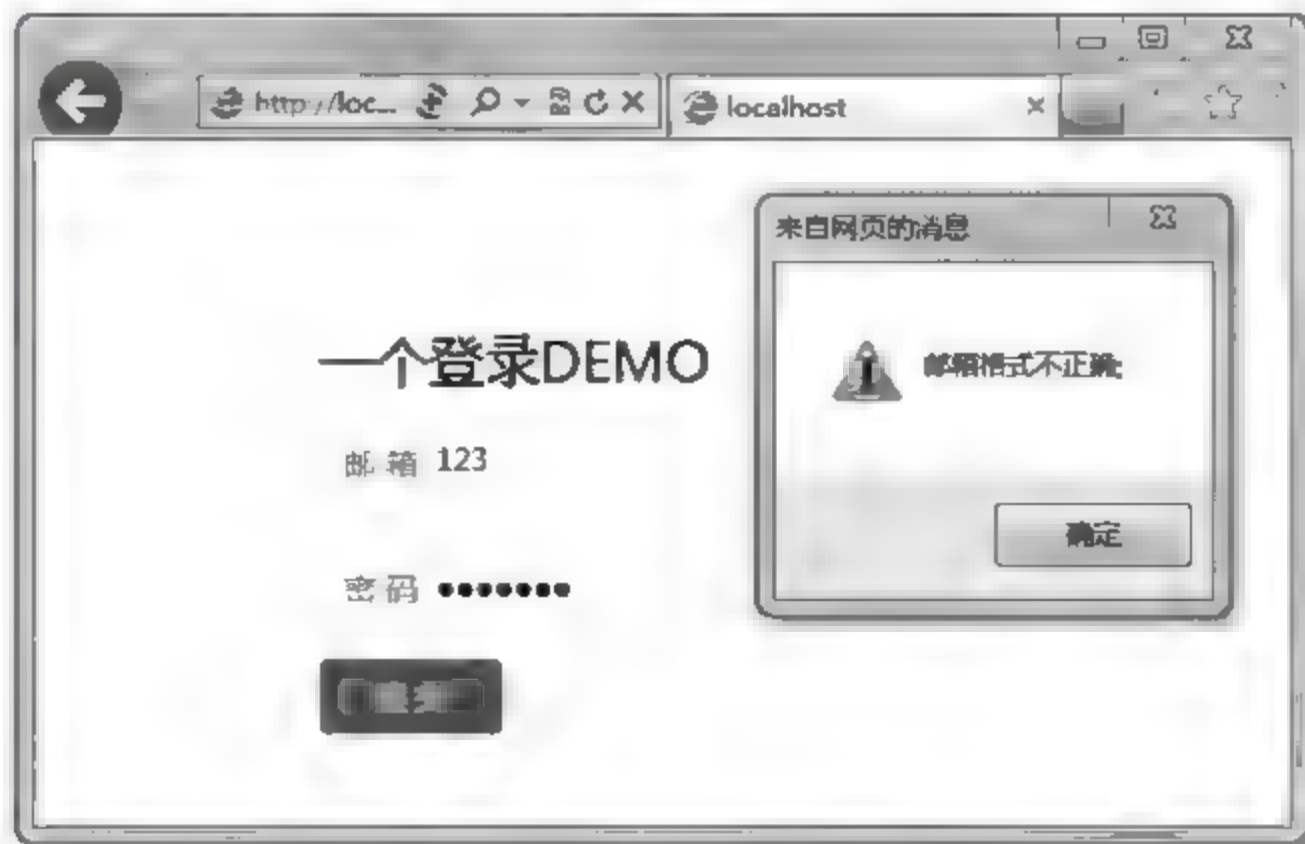 http://loc...
localhost
来自网页的消息
一个登录DEMO
邮箱格式不正确;
邮 箱 123
确定
密 码 •••••••